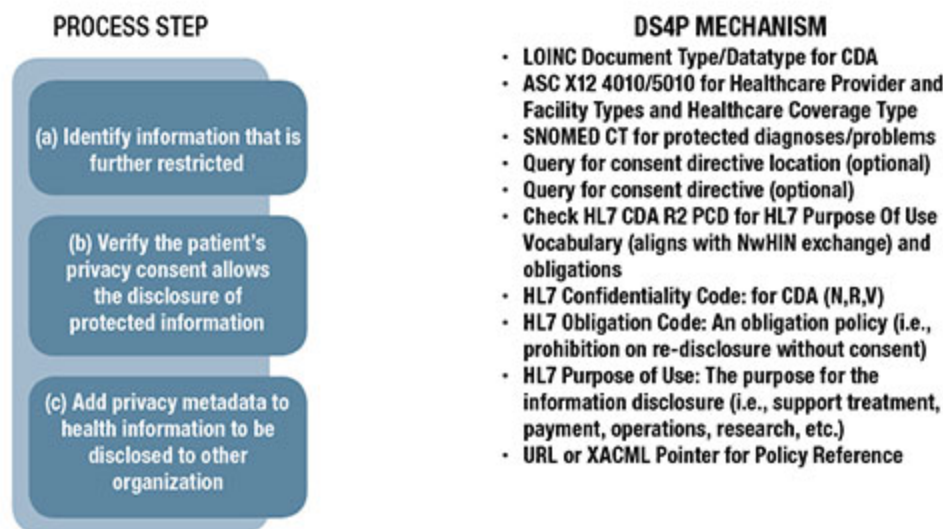 PROCESS STEP
(a) Identify information that is
further restricted
(b) Verify the patient's
privacy consent allows
the disclosure of
protected information
(c) Add privacy metadata to
health information to be
disclosed to other
organization
DS4P MECHANISM
• LOINC Document Type/Datatype for CDA
• ASC X12 4010/5010 for Healthcare Provider and
Facility Types and Healthcare Coverage Type
• SNOMED CT for protected diagnoses/problems
• Query for consent directive location (optional)
• Query for consent directive (optional)
• Check HL7 CDA R2 PCD for HL7 Purpose Of Use
Vocabulary (aligns with NwHIN exchange) and
obligations
• HL7 Confidentiality Code: for CDA (N,R,V)
• HL7 Obligation Code: An obligation policy (i.e.,
prohibition on re-disclosure without consent)
• HL7 Purpose of Use: The purpose for the
information disclosure (i.e., support treatment,
payment, operations, research, etc.)
• URL or XACML Pointer for Policy Reference